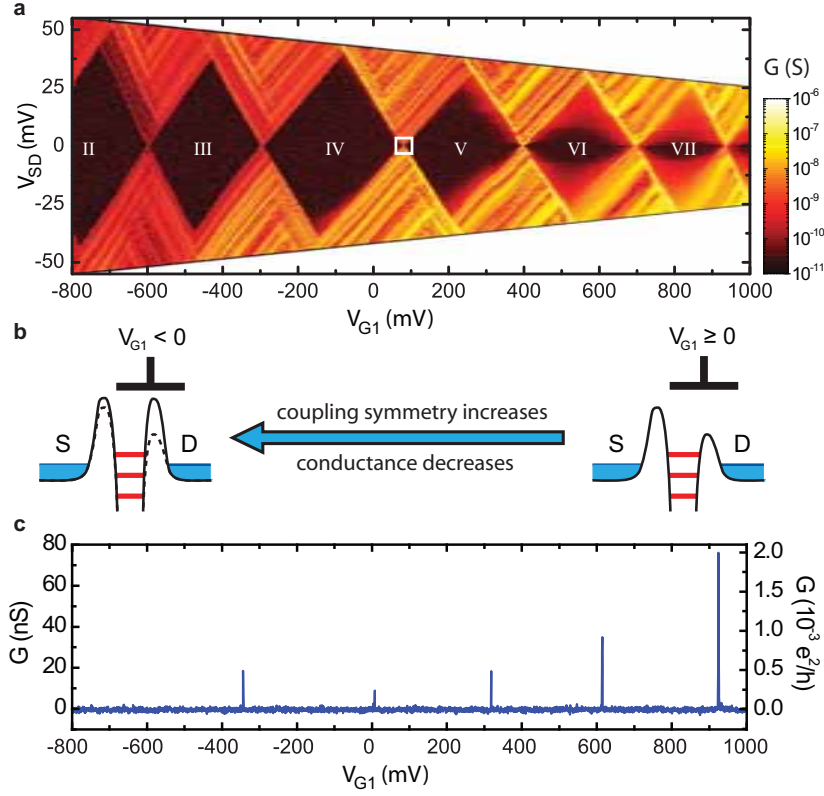 a
50
25
0
-25
-50
V_SD (mV)
II
III
IV
V
VI
VII
-800
-600
-400
-200
0
200
400
600
800
1000
V_G1 (mV)
G (S)
10^-6
10^-7
10^-8
10^-9
10^-10
10^-11
b
V_G1 < 0
V_G1 ≥ 0
S
D
coupling symmetry increases
conductance decreases
S
D
c
80
60
40
20
0
G (nS)
2.0
1.5
1.0
0.5
0.0
G (10^-3 e^2/h)
-800
-600
-400
-200
0
200
400
600
800
1000
V_G1 (mV)